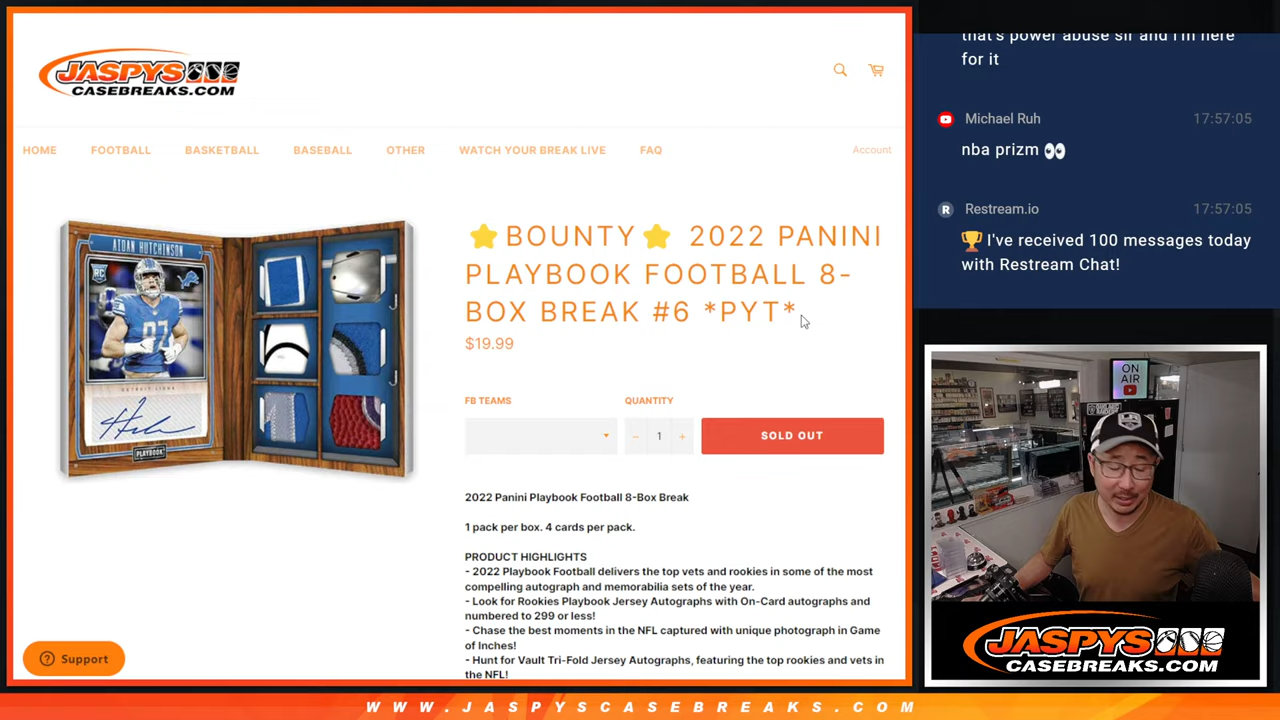 JASPYS
CASEBREAKS.COM
HOME FOOTBALL BASKETBALL BASEBALL OTHER WATCH YOUR BREAK LIVE FAQ
Account
AIDAN HUTCHINSON
RC
DETROIT LIONS
PLAYBOOK
⭐BOUNTY⭐ 2022 PANINI
PLAYBOOK FOOTBALL 8-
BOX BREAK #6 *PYT*
$19.99
FB TEAMS
QUANTITY
− 1 +
SOLD OUT
2022 Panini Playbook Football 8-Box Break
1 pack per box. 4 cards per pack.
PRODUCT HIGHLIGHTS
- 2022 Playbook Football delivers the top vets and rookies in some of the most
compelling autograph and memorabilia sets of the year.
- Look for Rookies Playbook Jersey Autographs with On-Card autographs and
numbered to 299 or less!
- Chase the best moments in the NFL captured with unique photograph in Game
of Inches!
- Hunt for Vault Tri-Fold Jersey Autographs, featuring the top rookies and vets in
the NFL!
Support
that's power abuse sir and I'm here
for it
Michael Ruh 17:57:05
nba prizm 👀
R Restream.io 17:57:05
🏆 I've received 100 messages today
with Restream Chat!
ON
AIR
JASPYS
CASEBREAKS.COM
WWW.JASPYSCASEBREAKS.COM